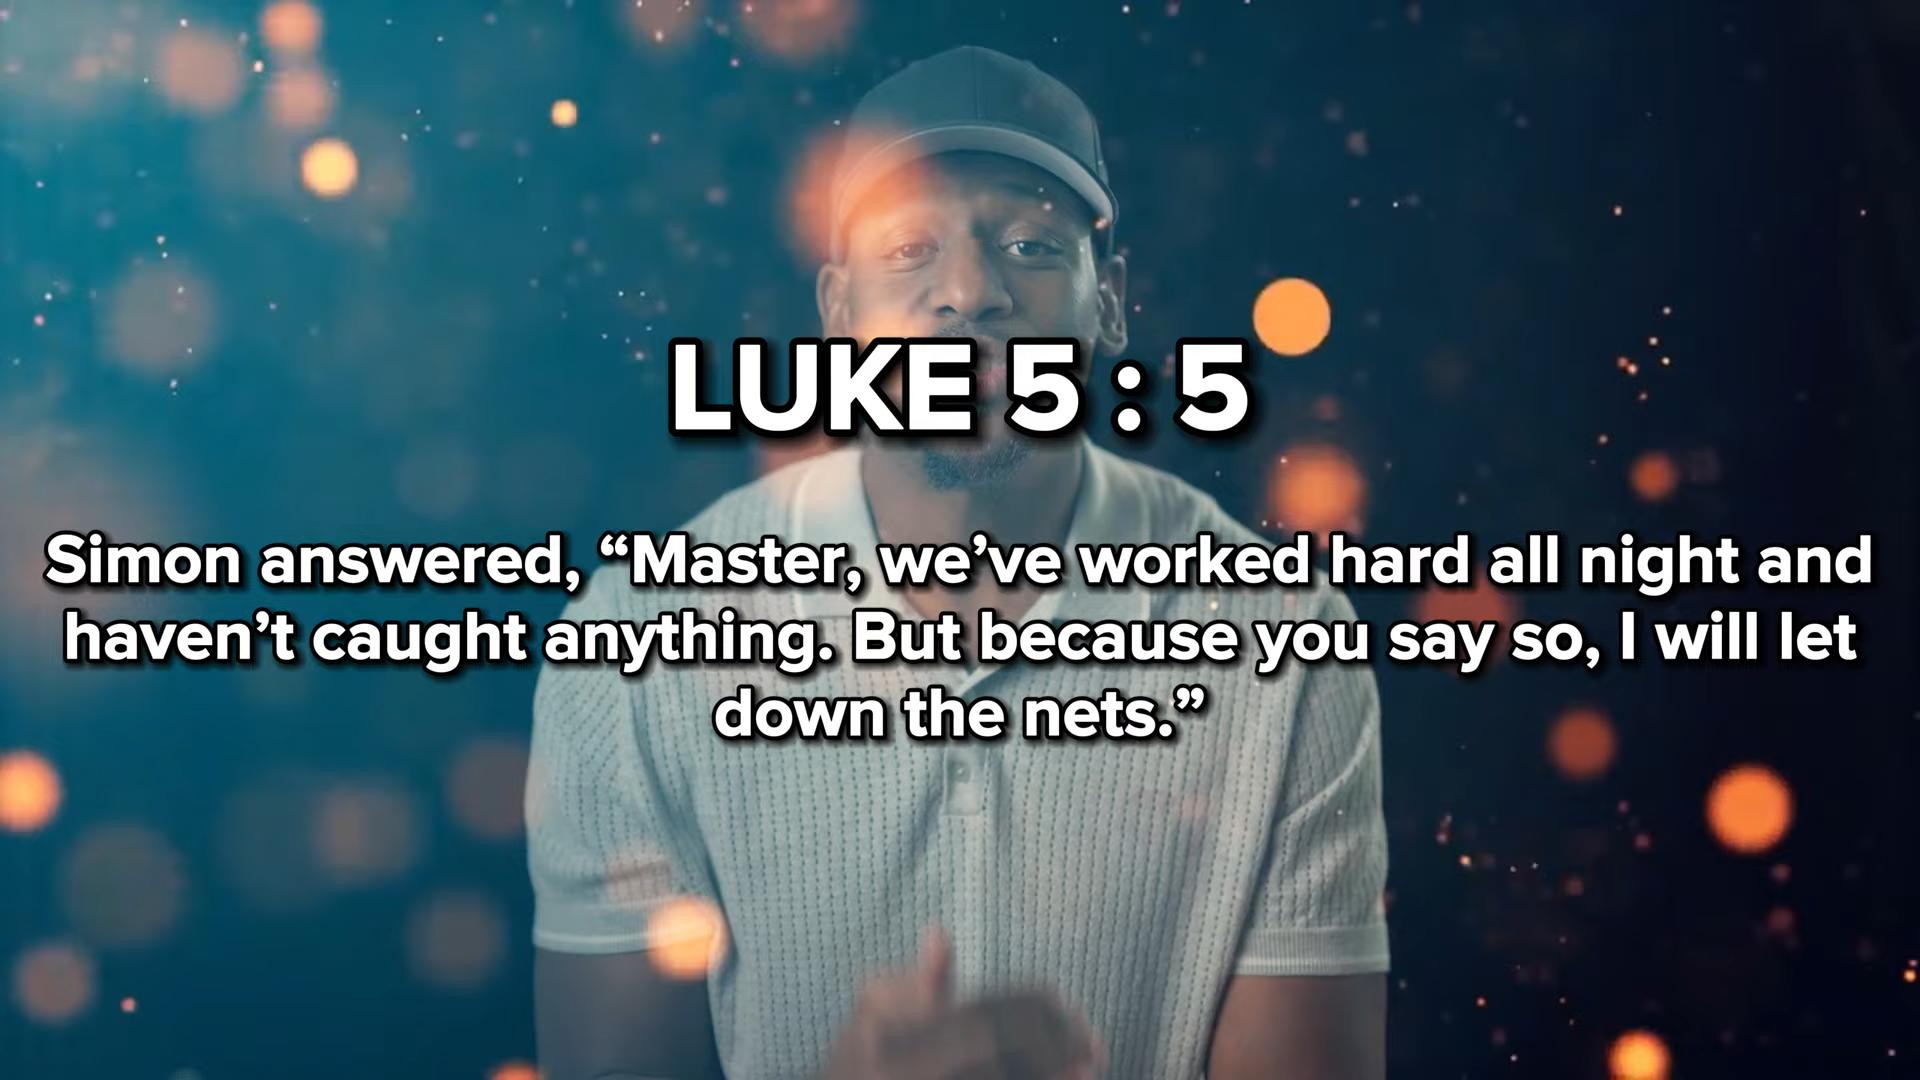 LUKE 5 : 5
Simon answered, “Master, we’ve worked hard all night and
haven’t caught anything. But because you say so, I will let
down the nets.”